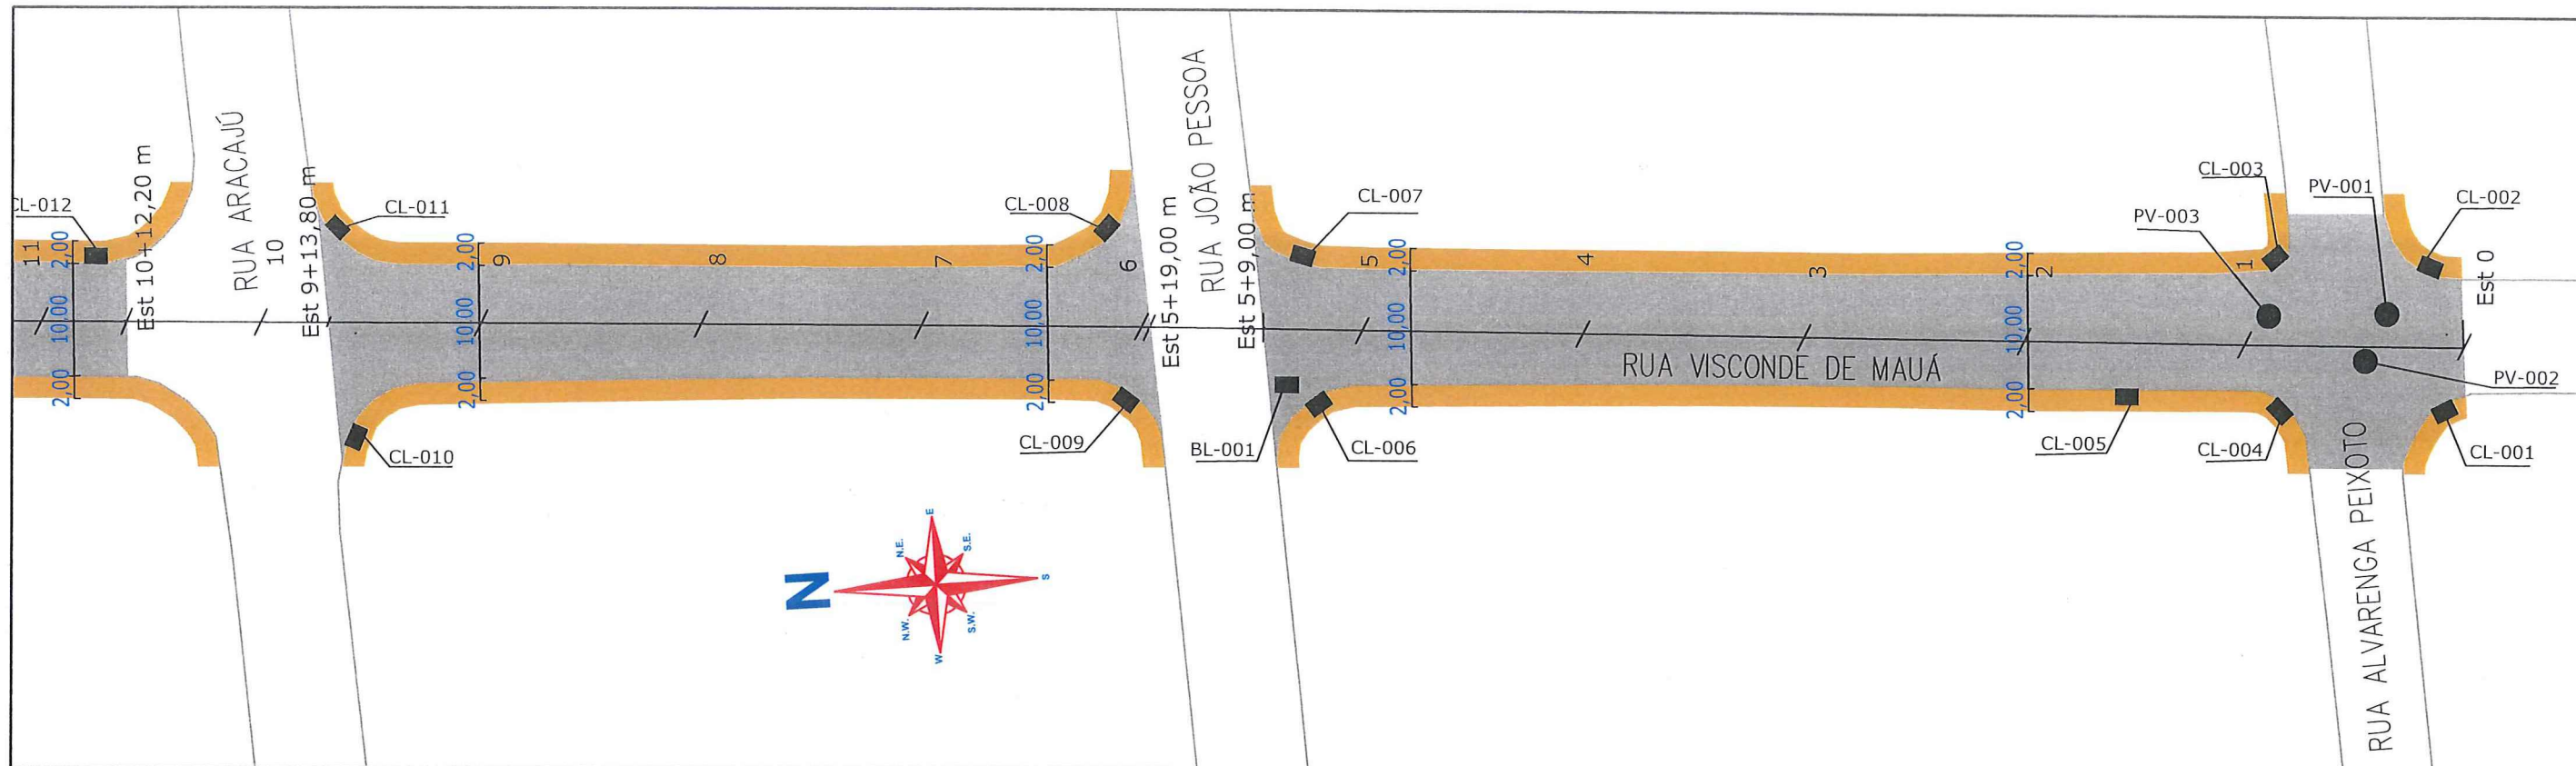 RUA ARACAJÚ
10
Est 10+12,20 m
Est 9+13,80 m
CL-012
11
2,00
10,00
2,00
CL-011
CL-010
9
2,00
10,00
2,00
8
7
CL-008
2,00
10,00
2,00
CL-009
6
RUA JOÃO PESSOA
Est 5+19,00 m
Est 5+9,00 m
CL-007
BL-001
CL-006
5
2,00
10,00
2,00
4
3
RUA VISCONDE DE MAUÁ
2
2,00
10,00
2,00
CL-005
1
CL-003
PV-003
PV-001
CL-002
Est 0
PV-002
CL-004
CL-001
RUA ALVARENGA PEIXOTO
N
N.E.
E
S.E.
S
S.W.
W
N.W.